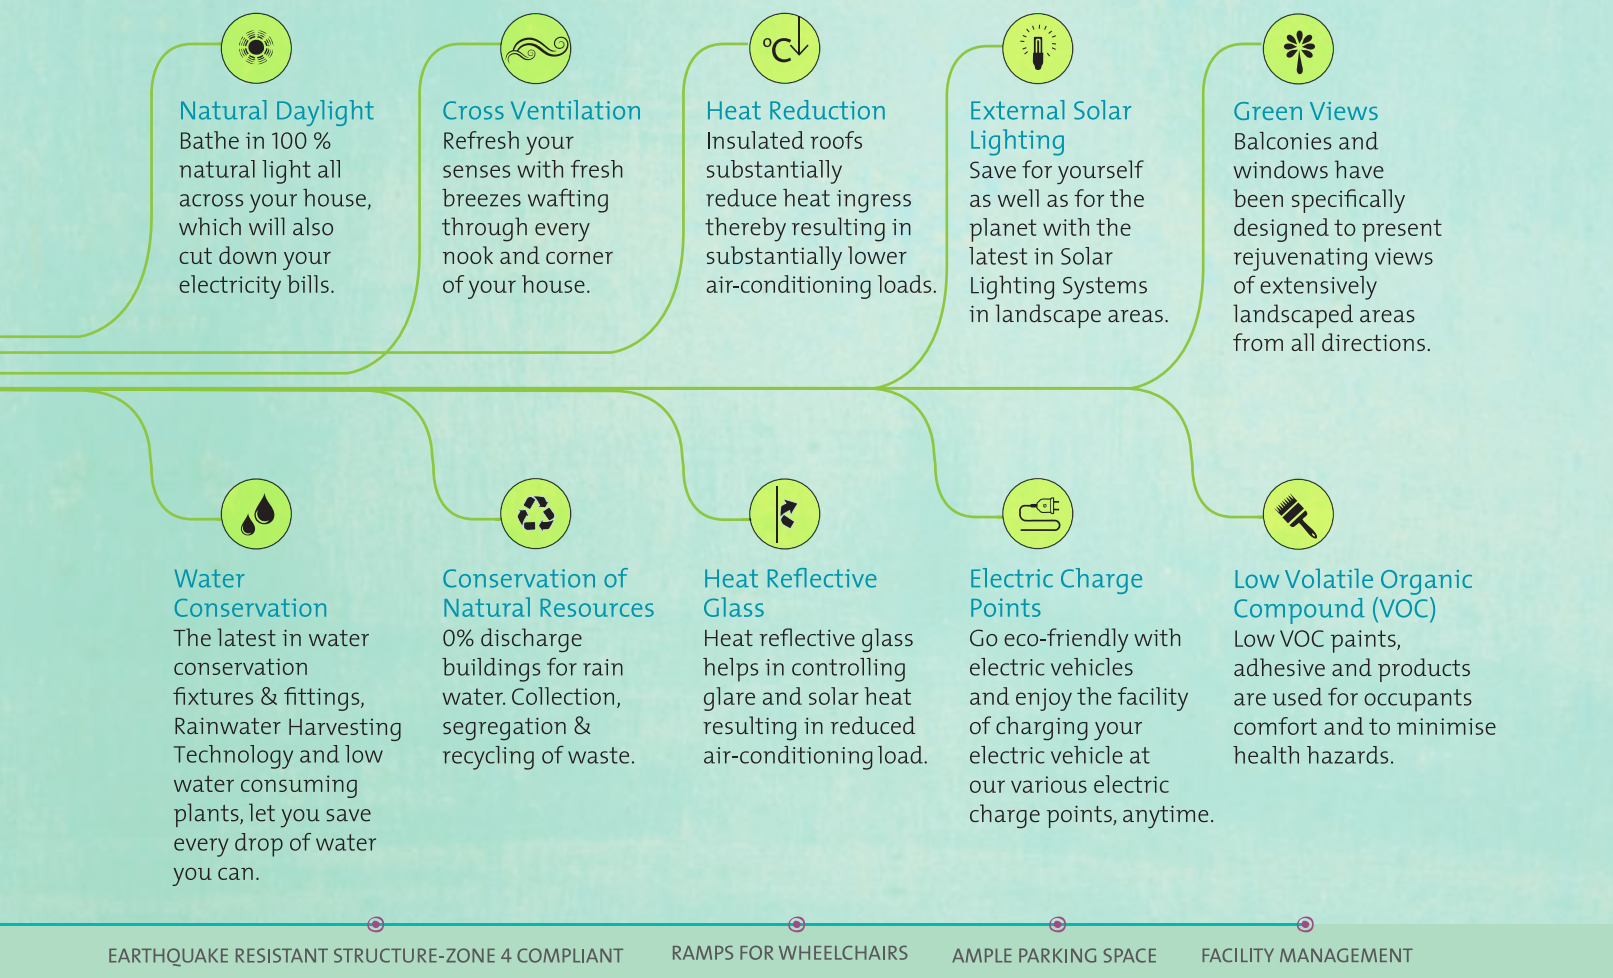 °C
Natural Daylight
Bathe in 100 %
natural light all
across your house,
which will also
cut down your
electricity bills.
Cross Ventilation
Refresh your
senses with fresh
breezes wafting
through every
nook and corner
of your house.
Heat Reduction
Insulated roofs
substantially
reduce heat ingress
thereby resulting in
substantially lower
air-conditioning loads.
External Solar
Lighting
Save for yourself
as well as for the
planet with the
latest in Solar
Lighting Systems
in landscape areas.
Green Views
Balconies and
windows have
been specifically
designed to present
rejuvenating views
of extensively
landscaped areas
from all directions.
Water
Conservation
The latest in water
conservation
fixtures & fittings,
Rainwater Harvesting
Technology and low
water consuming
plants, let you save
every drop of water
you can.
Conservation of
Natural Resources
0% discharge
buildings for rain
water. Collection,
segregation &
recycling of waste.
Heat Reflective
Glass
Heat reflective glass
helps in controlling
glare and solar heat
resulting in reduced
air-conditioning load.
Electric Charge
Points
Go eco-friendly with
electric vehicles
and enjoy the facility
of charging your
electric vehicle at
our various electric
charge points, anytime.
Low Volatile Organic
Compound (VOC)
Low VOC paints,
adhesive and products
are used for occupants
comfort and to minimise
health hazards.
EARTHQUAKE RESISTANT STRUCTURE-ZONE 4 COMPLIANT
RAMPS FOR WHEELCHAIRS
AMPLE PARKING SPACE
FACILITY MANAGEMENT